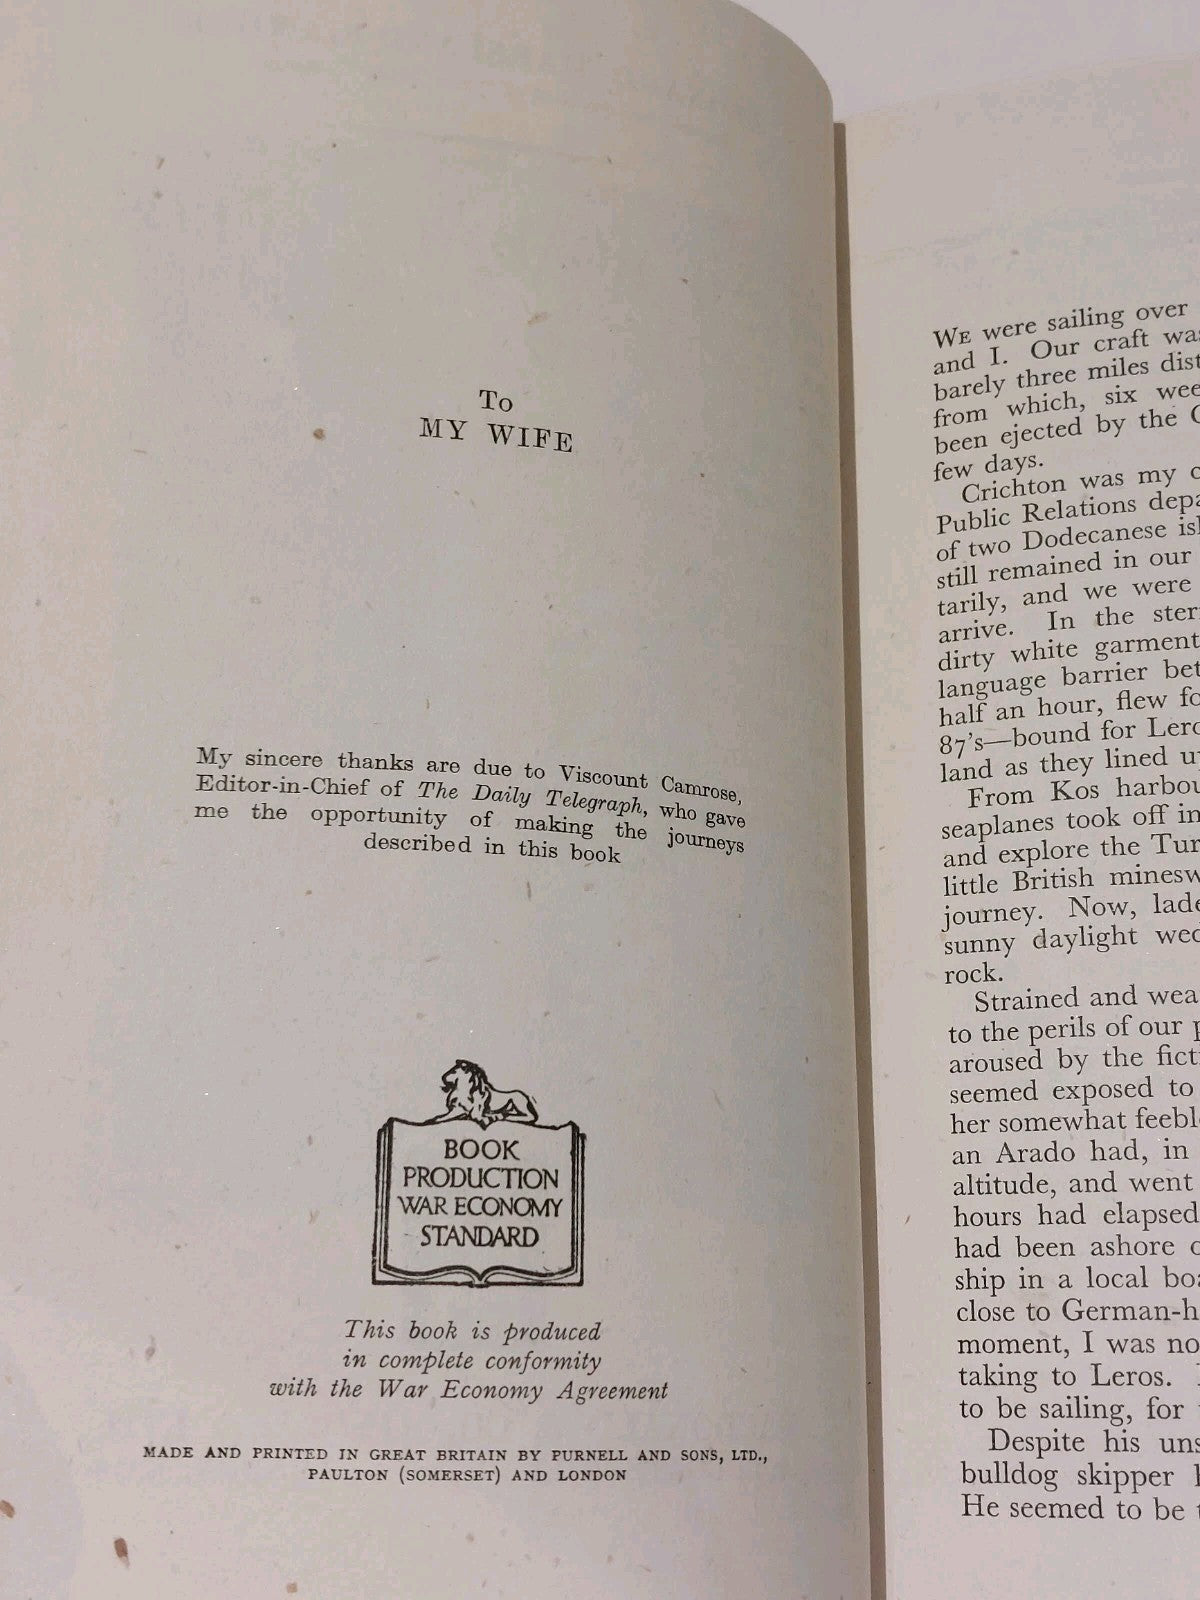 To
MY WIFE
My sincere thanks are due to Viscount Camrose,
Editor-in-Chief of The Daily Telegraph, who gave
me the opportunity of making the journeys
described in this book
BOOK
PRODUCTION
WAR ECONOMY
STANDARD
This book is produced
in complete conformity
with the War Economy Agreement
MADE AND PRINTED IN GREAT BRITAIN BY PURNELL AND SONS, LTD.,
PAULTON (SOMERSET) AND LONDON
WE were sailing over
and I. Our craft was
barely three miles dist
from which, six wee
been ejected by the G
few days.
Crichton was my c
Public Relations depa
of two Dodecanese isl
still remained in our
tarily, and we were
arrive. In the ster
dirty white garment
language barrier bet
half an hour, flew fo
87's—bound for Lero
land as they lined up
From Kos harbou
seaplanes took off in
and explore the Tur
little British minesw
journey. Now, lade
sunny daylight wed
rock.
Strained and wea
to the perils of our p
aroused by the ficti
seemed exposed to
her somewhat feeble
an Arado had, in
altitude, and went
hours had elapsed
had been ashore o
ship in a local boa
close to German-h
moment, I was no
taking to Leros.
to be sailing, for
Despite his uns
bulldog skipper
He seemed to be